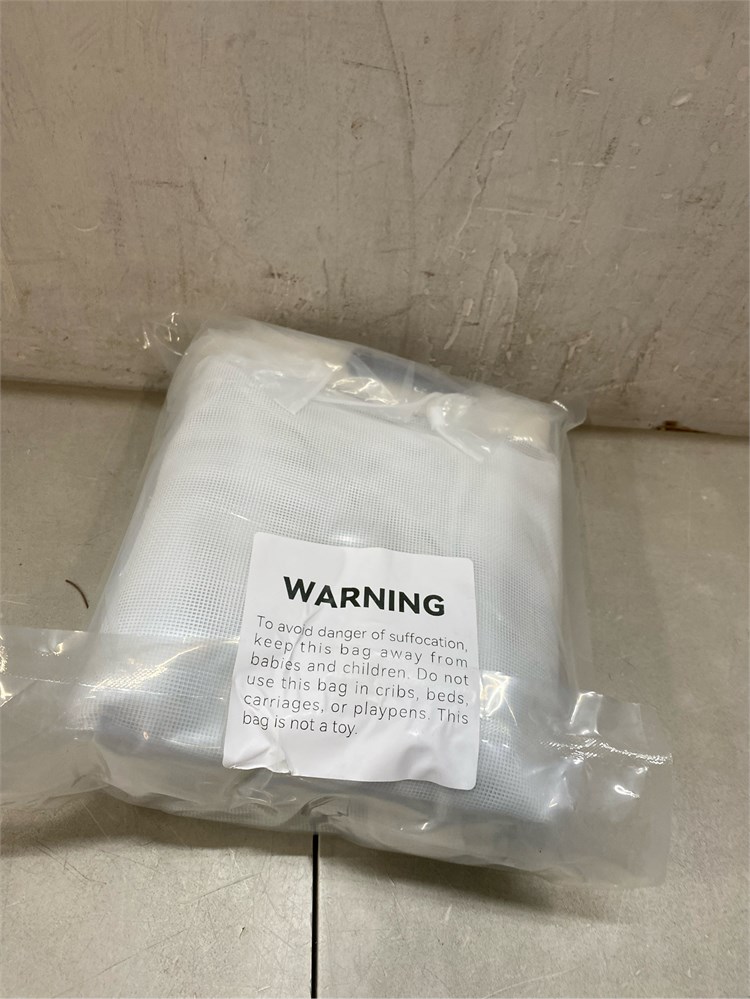 WARNING
To avoid danger of suffocation,
keep this bag away from
babies and children. Do not
use this bag in cribs, beds,
carriages, or playpens. This
bag is not a toy.